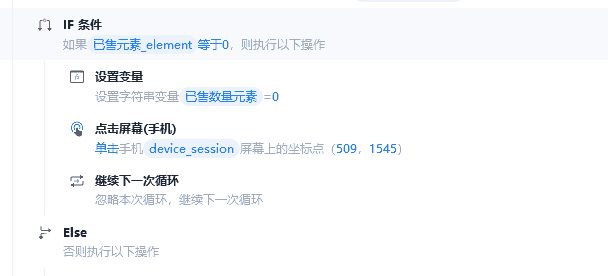 IF 条件
如果 已售元素_element 等于0，则执行以下操作
设置变量
设置字符串变量 已售数量元素 =0
点击屏幕(手机)
单击手机 device_session 屏幕上的坐标点（509，1545）
继续下一次循环
忽略本次循环，继续下一次循环
Else
否则执行以下操作